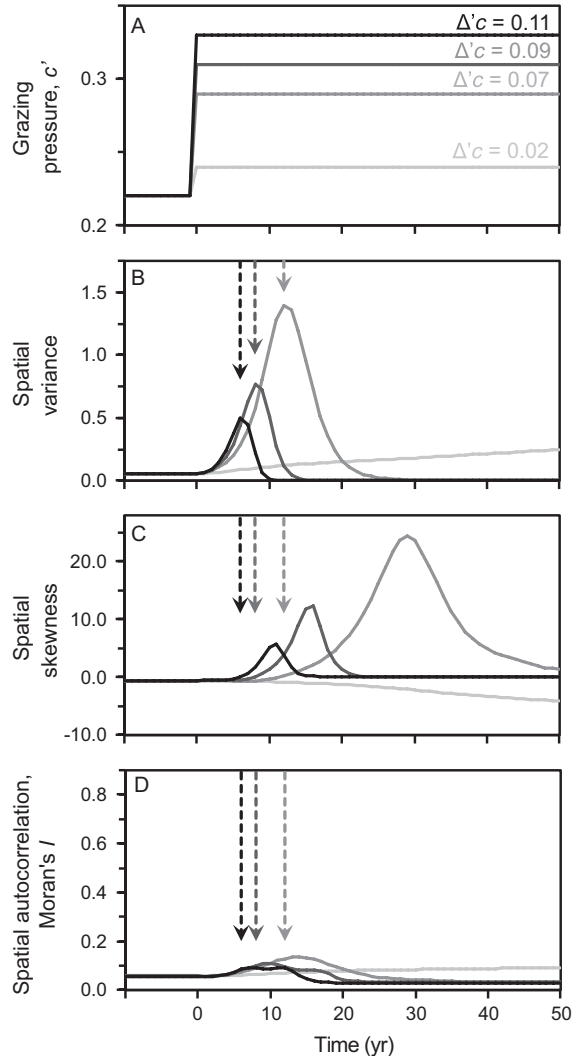 A
Δ'c = 0.11
Δ'c = 0.09
Δ'c = 0.07
Δ'c = 0.02
Grazing
pressure, c'
0.3
0.2
B
Spatial
variance
1.5
1.0
0.5
0.0
C
Spatial
skewness
20.0
10.0
0.0
-10.0
D
Spatial autocorrelation,
Moran's I
0.8
0.6
0.4
0.2
0.0
0 10 20 30 40 50
Time (yr)